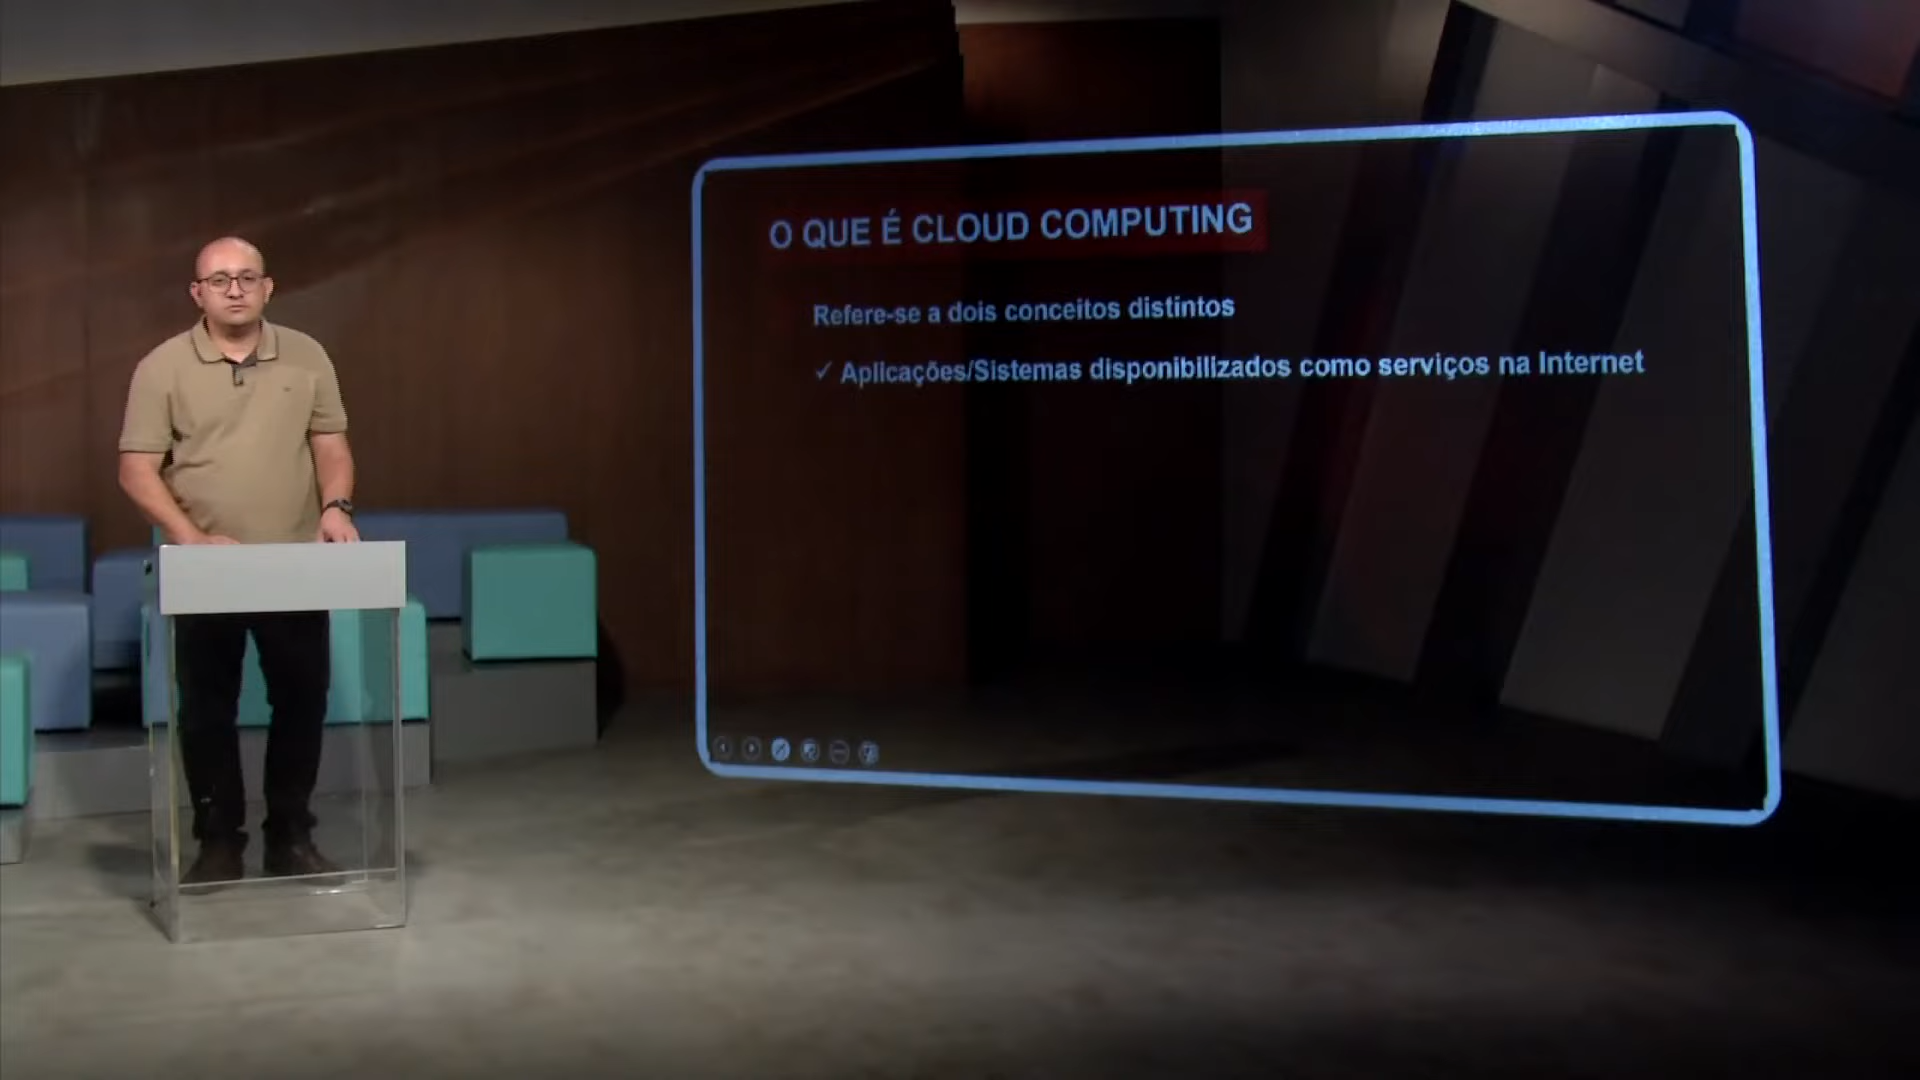 O QUE É CLOUD COMPUTING
Refere-se a dois conceitos distintos
✓ Aplicações/Sistemas disponibilizados como serviços na Internet